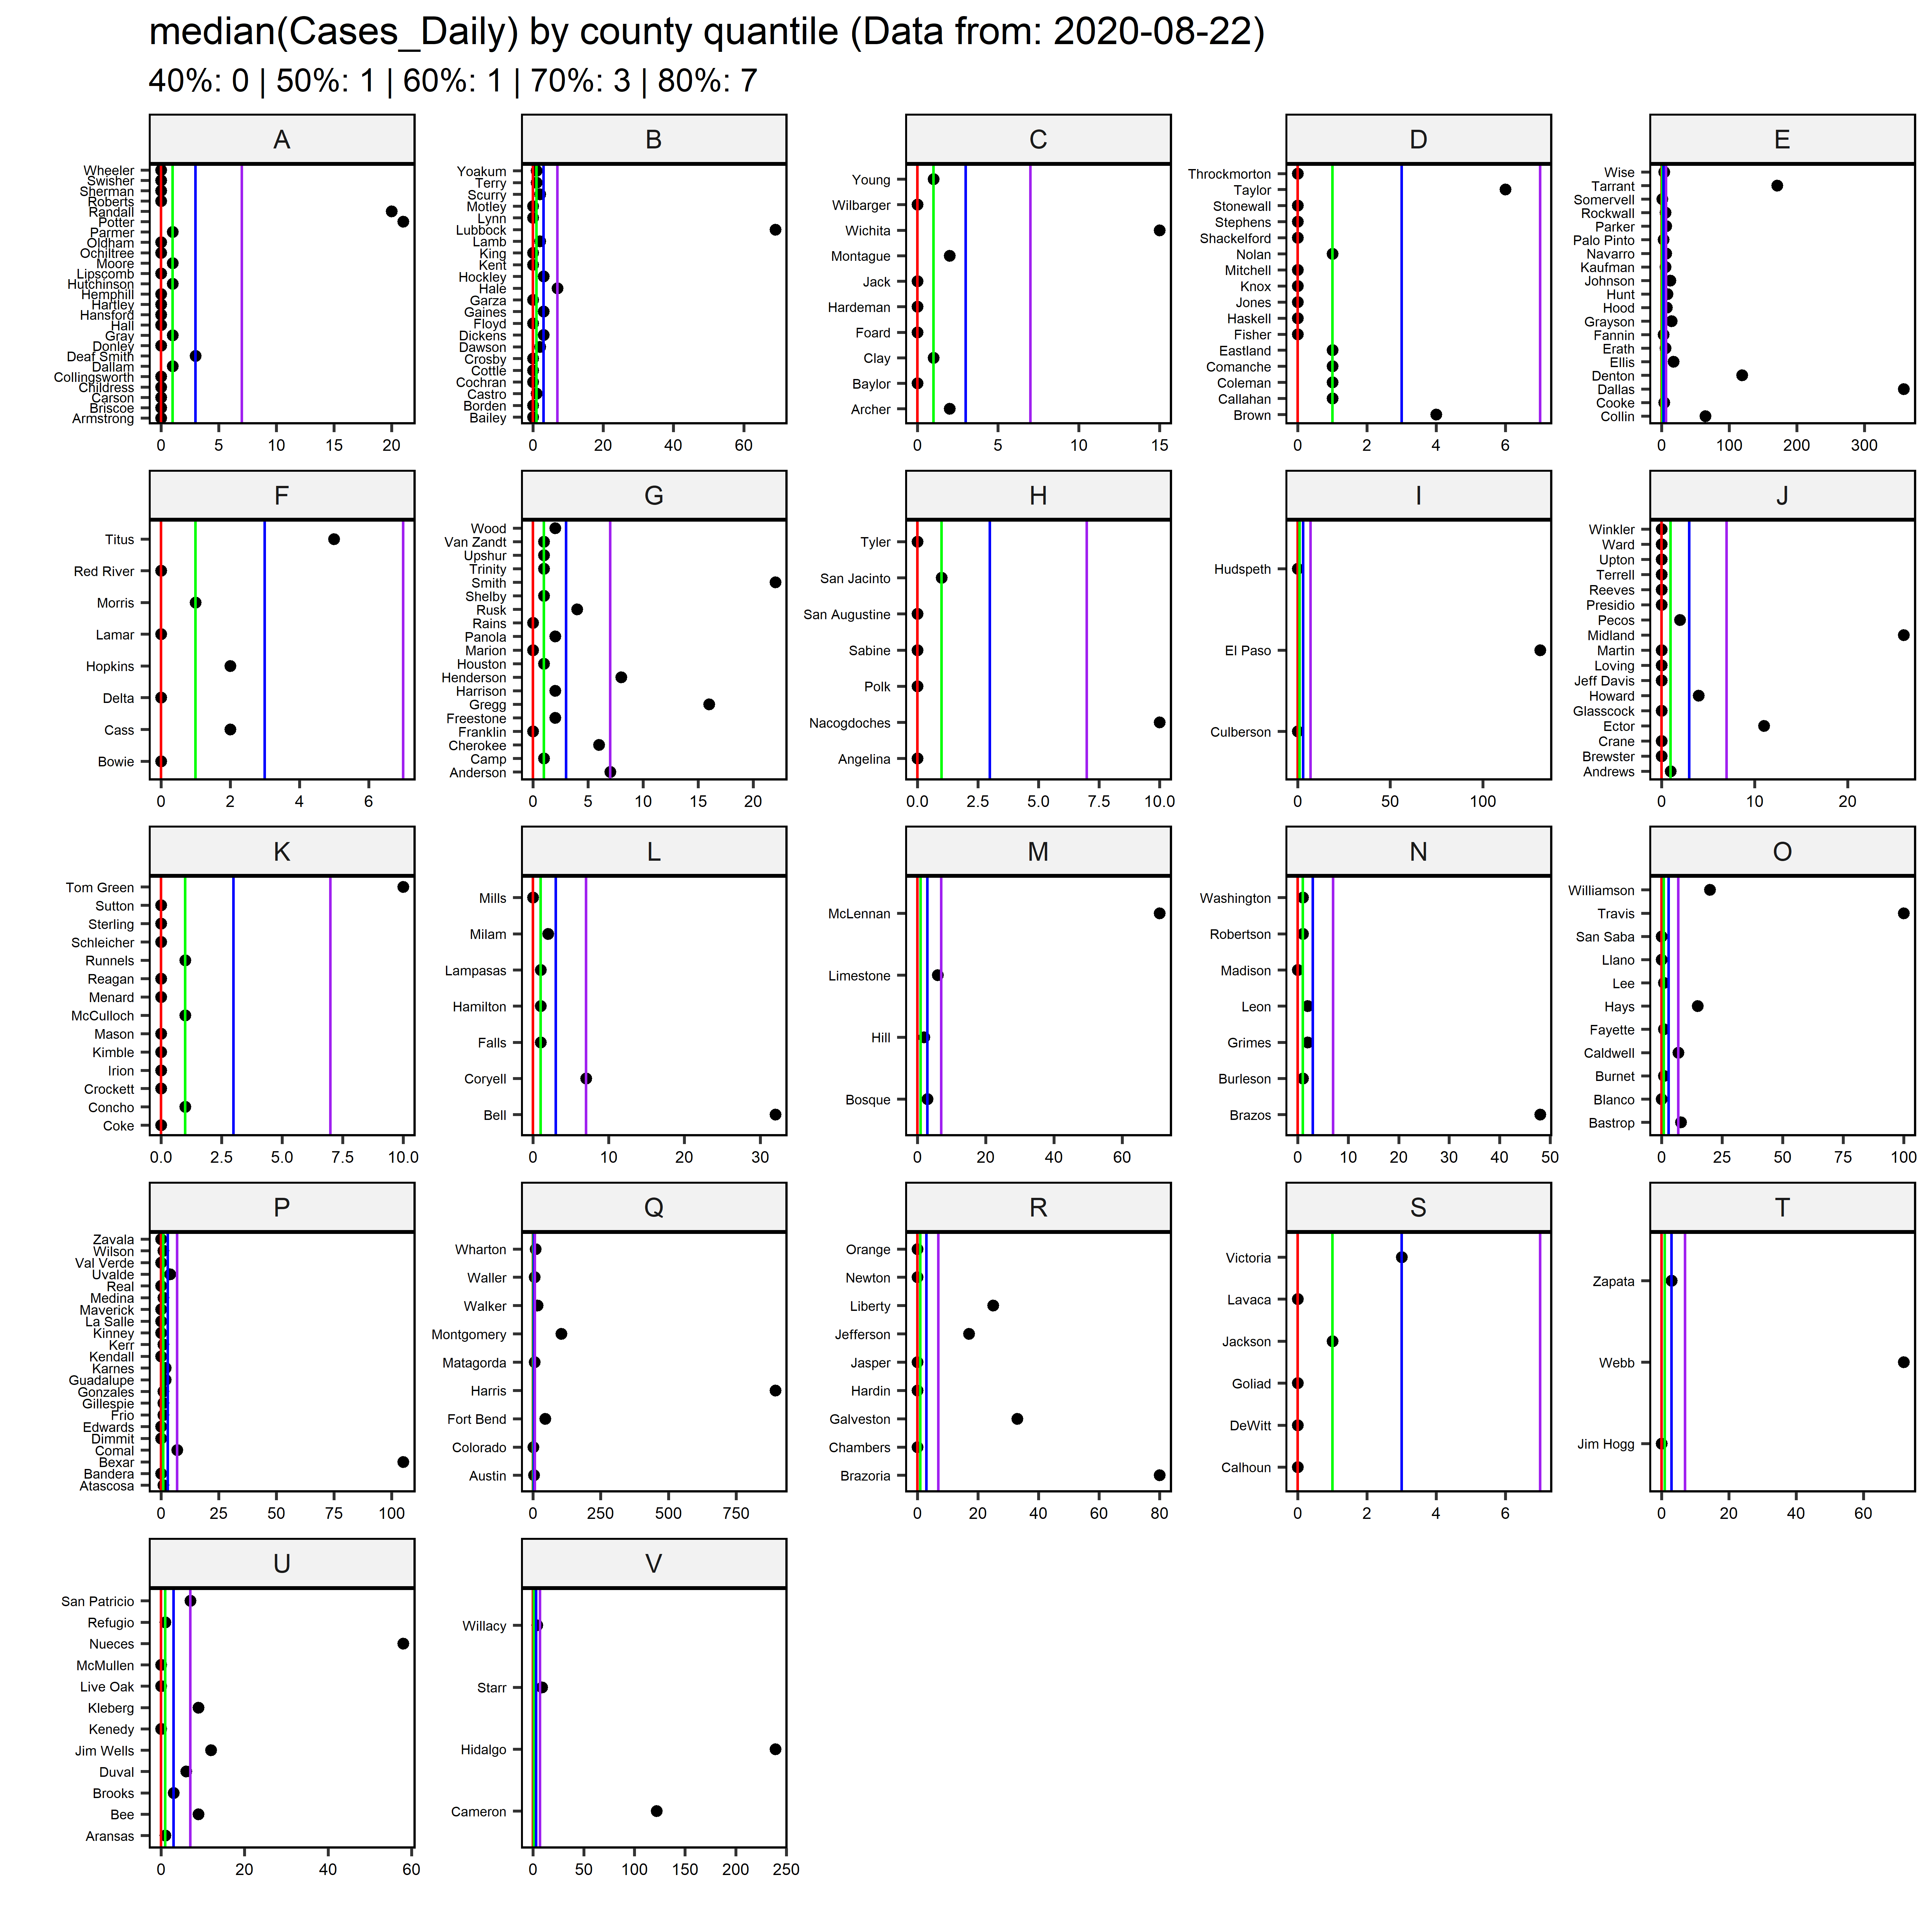 median(Cases_Daily) by county quantile (Data from: 2020-08-22)
40%: 0 | 50%: 1 | 60%: 1 | 70%: 3 | 80%: 7
A
Wheeler
Swisher
Sherman
Roberts
Randall
Potter
Parmer
Oldham
Ochiltree
Moore
Lipscomb
Hutchinson
Hemphill
Hartley
Hansford
Hall
Gray
Donley
Deaf Smith
Dallam
Collingsworth
Childress
Carson
Briscoe
Armstrong
0 5 10 15 20
B
Yoakum
Terry
Scurry
Motley
Lynn
Lubbock
Lamb
King
Kent
Hockley
Hale
Garza
Gaines
Floyd
Dickens
Dawson
Crosby
Cottle
Cochran
Castro
Borden
Bailey
0 20 40 60
C
Young
Wilbarger
Wichita
Montague
Jack
Hardeman
Foard
Clay
Baylor
Archer
0 5 10 15
D
Throckmorton
Taylor
Stonewall
Stephens
Shackelford
Nolan
Mitchell
Knox
Jones
Haskell
Fisher
Eastland
Comanche
Coleman
Callahan
Brown
0 2 4 6
E
Wise
Tarrant
Somervell
Rockwall
Parker
Palo Pinto
Navarro
Kaufman
Johnson
Hunt
Hood
Grayson
Fannin
Erath
Ellis
Denton
Dallas
Cooke
Collin
0 100 200 300
F
Titus
Red River
Morris
Lamar
Hopkins
Delta
Cass
Bowie
0 2 4 6
G
Wood
Van Zandt
Upshur
Trinity
Smith
Shelby
Rusk
Rains
Panola
Marion
Houston
Henderson
Harrison
Gregg
Freestone
Franklin
Cherokee
Camp
Anderson
0 5 10 15 20
H
Tyler
San Jacinto
San Augustine
Sabine
Polk
Nacogdoches
Angelina
0.0 2.5 5.0 7.5 10.0
I
Hudspeth
El Paso
Culberson
0 50 100
J
Winkler
Ward
Upton
Terrell
Reeves
Presidio
Pecos
Midland
Martin
Loving
Jeff Davis
Howard
Glasscock
Ector
Crane
Brewster
Andrews
0 10 20
K
Tom Green
Sutton
Sterling
Schleicher
Runnels
Reagan
Menard
McCulloch
Mason
Kimble
Irion
Crockett
Concho
Coke
0.0 2.5 5.0 7.5 10.0
L
Mills
Milam
Lampasas
Hamilton
Falls
Coryell
Bell
0 10 20 30
M
McLennan
Limestone
Hill
Bosque
0 20 40 60
N
Washington
Robertson
Madison
Leon
Grimes
Burleson
Brazos
0 10 20 30 40 50
O
Williamson
Travis
San Saba
Llano
Lee
Hays
Fayette
Caldwell
Burnet
Blanco
Bastrop
0 25 50 75 100
P
Zavala
Wilson
Val Verde
Uvalde
Real
Medina
Maverick
La Salle
Kinney
Kerr
Kendall
Karnes
Guadalupe
Gonzales
Gillespie
Frio
Edwards
Dimmit
Comal
Bexar
Bandera
Atascosa
0 25 50 75 100
Q
Wharton
Waller
Walker
Montgomery
Matagorda
Harris
Fort Bend
Colorado
Austin
0 250 500 750
R
Orange
Newton
Liberty
Jefferson
Jasper
Hardin
Galveston
Chambers
Brazoria
0 20 40 60 80
S
Victoria
Lavaca
Jackson
Goliad
DeWitt
Calhoun
0 2 4 6
T
Zapata
Webb
Jim Hogg
0 20 40 60
U
San Patricio
Refugio
Nueces
McMullen
Live Oak
Kleberg
Kenedy
Jim Wells
Duval
Brooks
Bee
Aransas
0 20 40 60
V
Willacy
Starr
Hidalgo
Cameron
0 50 100 150 200 250